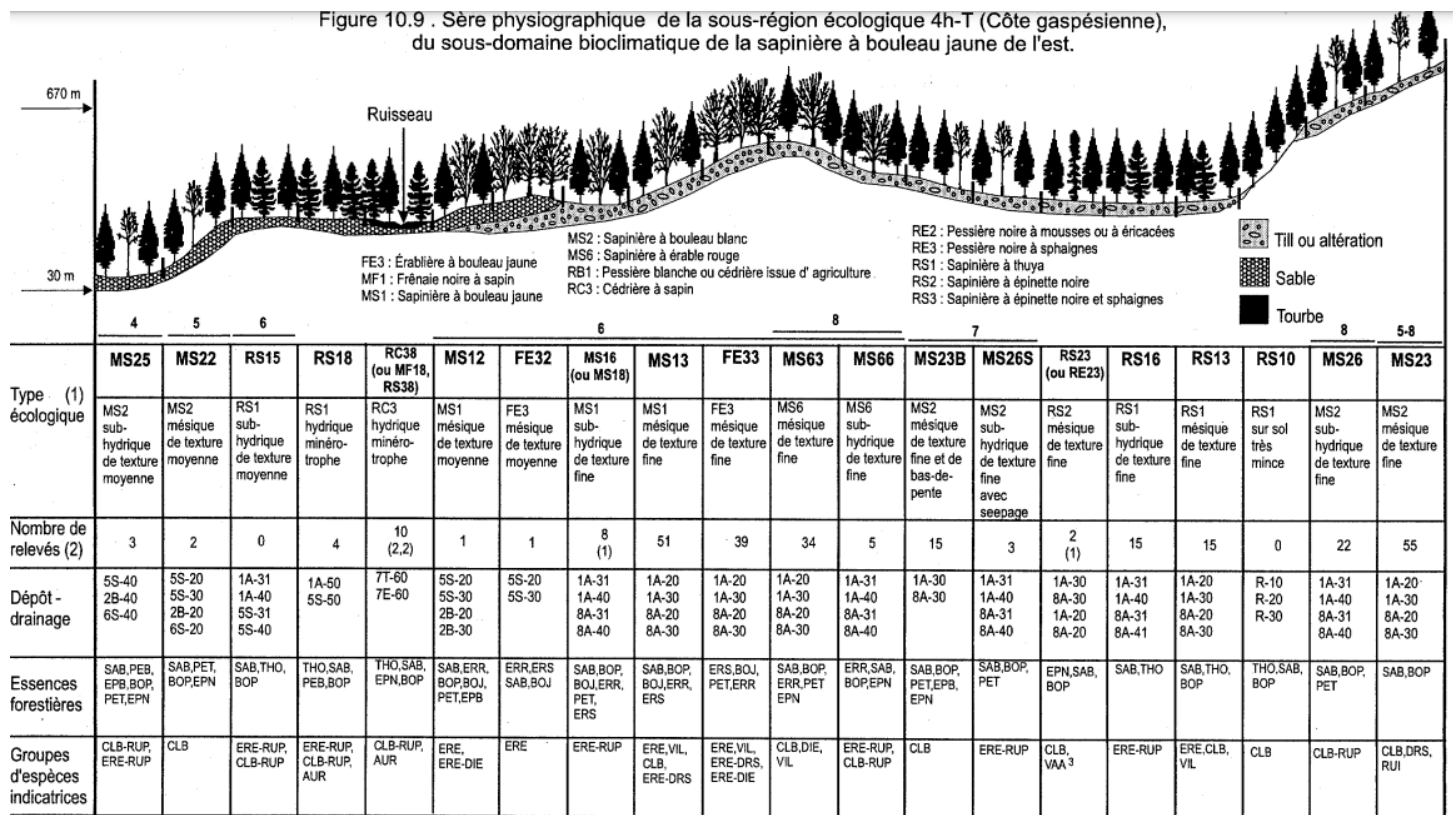 Figure 10.9 . Sère physiographique de la sous-région écologique 4h-T (Côte gaspésienne),
du sous-domaine bioclimatique de la sapinière à bouleau jaune de l'est.
670 m
Ruisseau
30 m
FE3 : Érablière à bouleau jaune
MF1 : Frênaie noire à sapin
MS1 : Sapinière à bouleau jaune
MS2 : Sapinière à bouleau blanc
MS6 : Sapinière à érable rouge
RB1 : Pessière blanche ou cédrière issue d' agriculture
RC3 : Cédrière à sapin
RE2 : Pessière noire à mousses ou à éricacées
RE3 : Pessière noire à sphaignes
RS1 : Sapinière à thuya
RS2 : Sapinière à épinette noire
RS3 : Sapinière à épinette noire et sphaignes
Till ou altération
Sable
Tourbe
4 5 6 6 8 7 8 5-8
Type (1)
écologique
MS25
MS2
sub-
hydrique
de texture
moyenne
MS22
MS2
mésique
de texture
moyenne
RS15
RS1
sub-
hydrique
de texture
moyenne
RS18
RS1
hydrique
minéro-
trophe
RC38
(ou MF18,
RS38)
RC3
hydrique
minéro-
trophe
MS12
MS1
mésique
de texture
moyenne
FE32
FE3
mésique
de texture
moyenne
MS16
(ou MS18)
MS1
sub-
hydrique
de texture
fine
MS13
MS1
mésique
de texture
fine
FE33
FE3
mésique
de texture
fine
MS63
MS6
mésique
de texture
fine
MS66
MS6
sub-
hydrique
de texture
fine
MS23B
MS2
mésique
de texture
fine et de
bas-de-
pente
MS26S
MS2
sub-
hydrique
de texture
fine
avec
seepage
RS23
(ou RE23)
RS2
mésique
de texture
fine
RS16
RS1
sub-
hydrique
de texture
fine
RS13
RS1
mésique
de texture
fine
RS10
RS1
sur sol
très
mince
MS26
MS2
sub-
hydrique
de texture
fine
MS23
MS2
mésique
de texture
fine
Nombre de
relevés (2)
3
2
0
4
10
(2,2)
1
1
8
(1)
51
39
34
5
15
3
2
(1)
15
15
0
22
55
Dépôt -
drainage
5S-40
2B-40
6S-40
5S-20
5S-30
2B-20
6S-20
1A-31
1A-40
5S-31
5S-40
1A-50
5S-50
7T-60
7E-60
5S-20
5S-30
2B-20
2B-30
5S-20
5S-30
1A-31
1A-40
8A-31
8A-40
1A-20
1A-30
8A-20
8A-30
1A-20
1A-30
8A-20
8A-30
1A-20
1A-30
8A-20
8A-30
1A-31
1A-40
8A-31
8A-40
1A-30
8A-30
1A-31
1A-40
8A-31
8A-40
1A-30
8A-30
1A-20
8A-20
1A-31
1A-40
8A-31
8A-41
1A-20
1A-30
8A-20
8A-30
R-10
R-20
R-30
1A-31
1A-40
8A-31
8A-40
1A-20
1A-30
8A-20
8A-30
Essences
forestières
SAB,PEB,
EPB,BOP,
PET,EPN
SAB,PET,
BOP,EPN
SAB,THO,
BOP
THO,SAB,
PEB,BOP
THO,SAB,
EPN,BOP
SAB,ERR,
BOP,BOJ,
PET,EPB
ERR,ERS
SAB,BOJ
SAB,BOP,
BOJ,ERR,
PET,
ERS
SAB,BOP,
BOJ,ERR,
ERS
ERS,BOJ,
PET,ERR
SAB,BOP,
ERR,PET
EPN
ERR,SAB,
BOP,EPN
SAB,BOP,
PET,EPB,
EPN
SAB,BOP,
PET
EPN,SAB,
BOP
SAB,THO
SAB,THO,
BOP
THO,SAB,
BOP
SAB,BOP,
PET
SAB,BOP
Groupes
d'espèces
indicatrices
CLB-RUP,
ERE-RUP
CLB
ERE-RUP,
CLB-RUP
ERE-RUP,
CLB-RUP,
AUR
CLB-RUP,
AUR
ERE,
ERE-DIE
ERE
ERE-RUP
ERE,VIL,
CLB,
ERE-DRS
ERE,VIL,
ERE-DRS,
ERE-DIE
CLB,DIE,
VIL
ERE-RUP,
CLB-RUP
CLB
ERE-RUP
CLB,
VAA 3
ERE-RUP
ERE,CLB,
VIL
CLB
CLB-RUP
CLB,DRS,
RUI